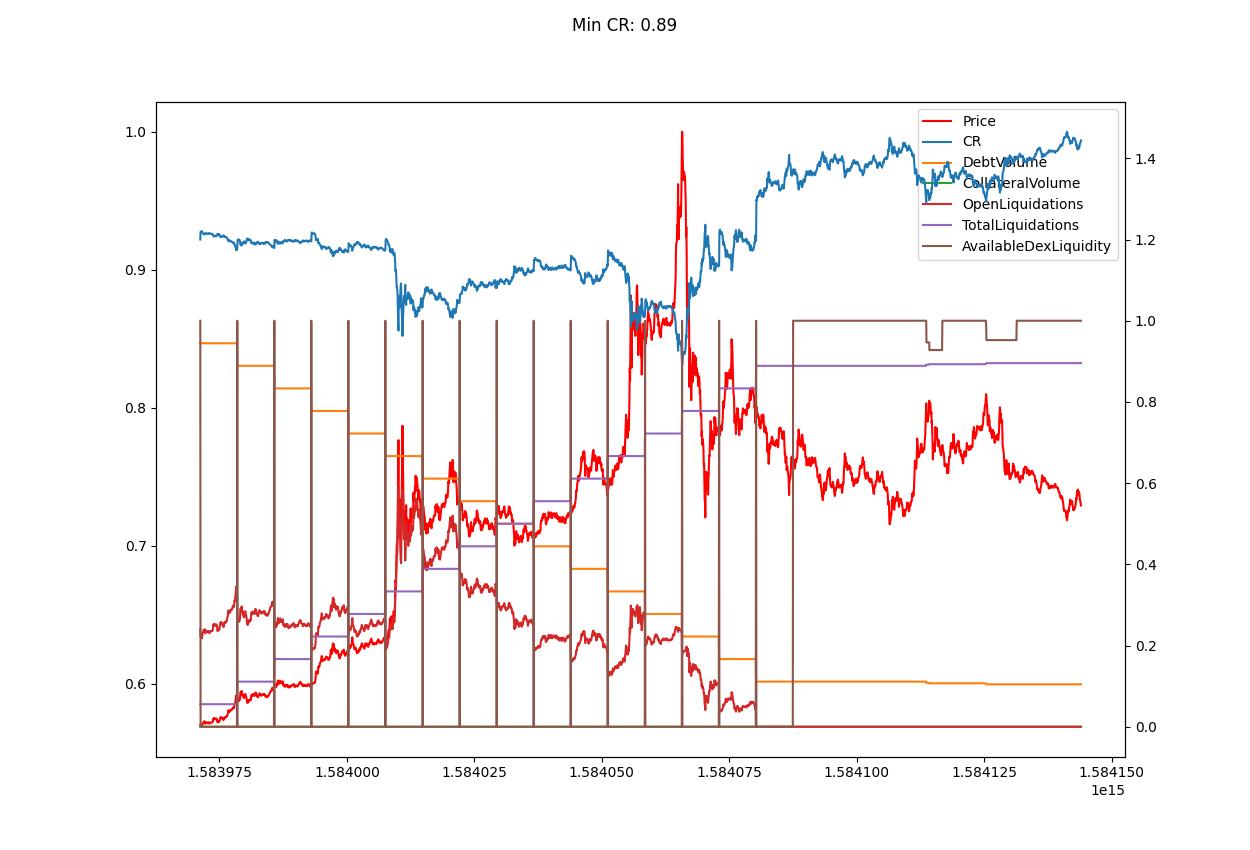 Min CR: 0.89
1.0
0.9
0.8
0.7
0.6
1.4
1.2
1.0
0.8
0.6
0.4
0.2
0.0
Price
CR
DebtVolume
CollateralVolume
OpenLiquidations
TotalLiquidations
AvailableDexLiquidity
1.583975 1.584000 1.584025 1.584050 1.584075 1.584100 1.584125 1.584150
1e15